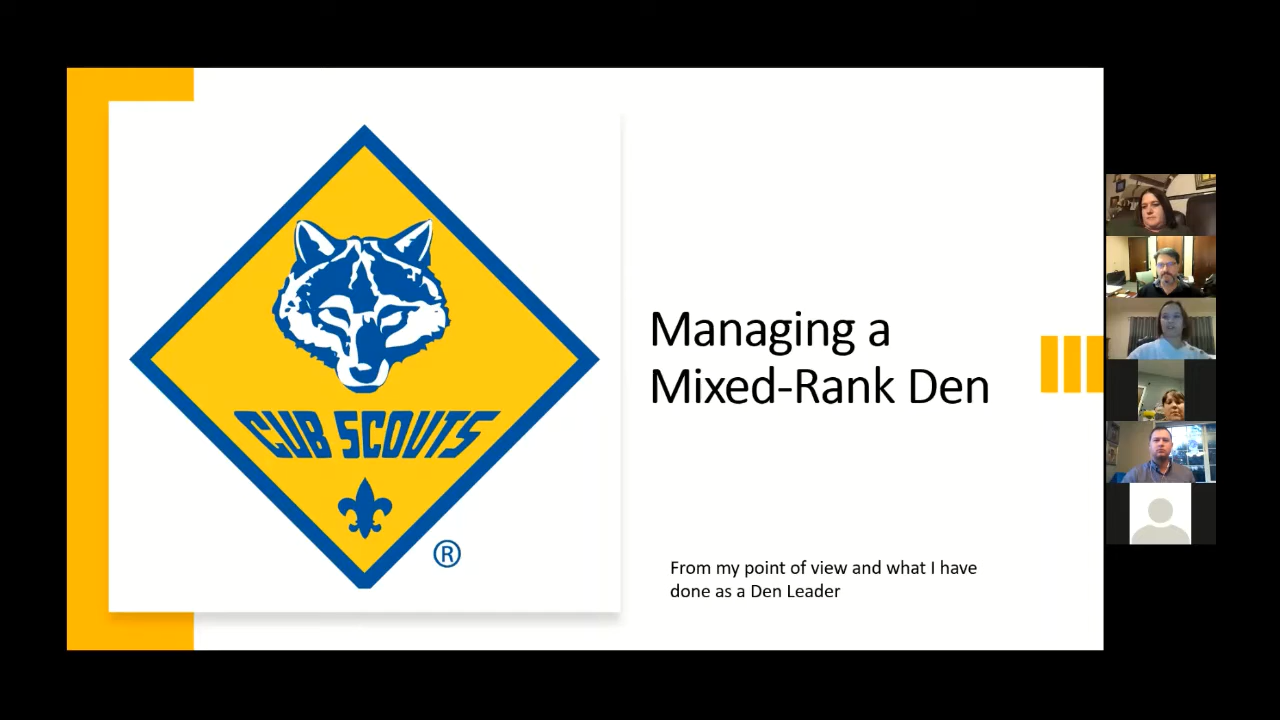 CUB SCOUTS
®
Managing a
Mixed-Rank Den
From my point of view and what I have
done as a Den Leader